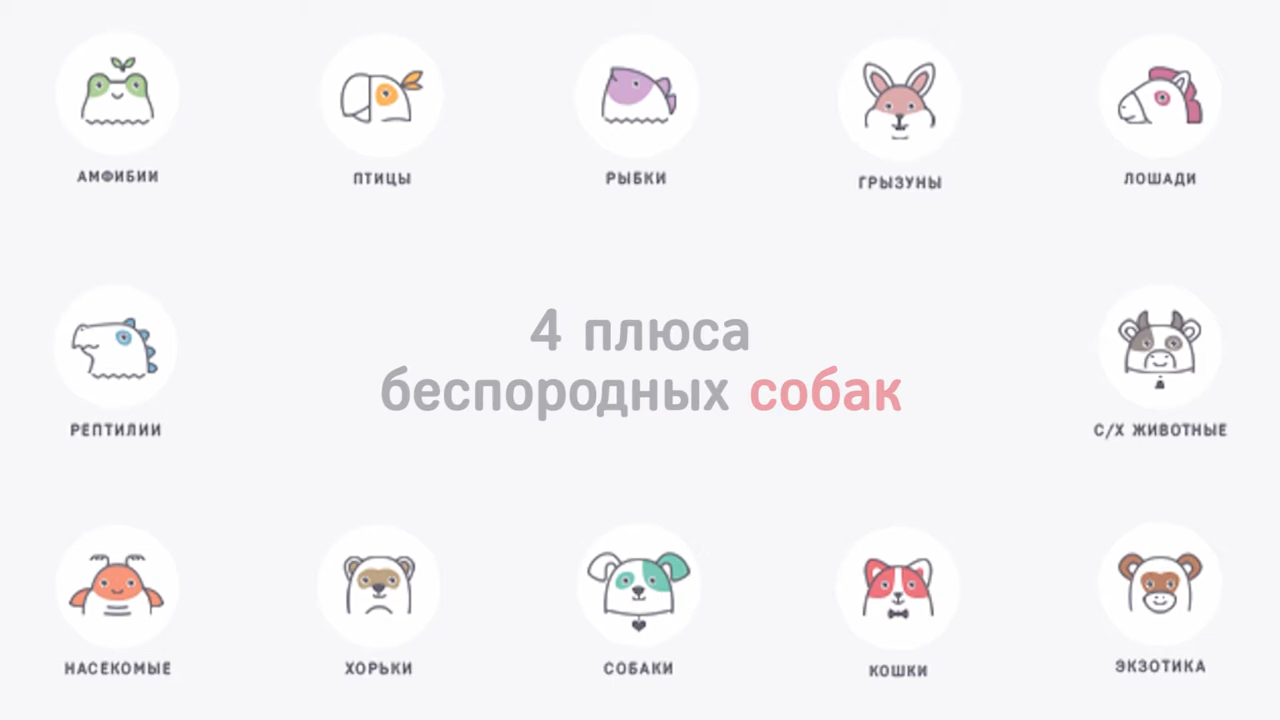 АМФИБИИ
ПТИЦЫ
РЫБКИ
ГРЫЗУНЫ
ЛОШАДИ
4 плюса
беспородных собак
РЕПТИЛИИ
С/Х ЖИВОТНЫЕ
НАСЕКОМЫЕ
ХОРЬКИ
СОБАКИ
КОШКИ
ЭКЗОТИКА